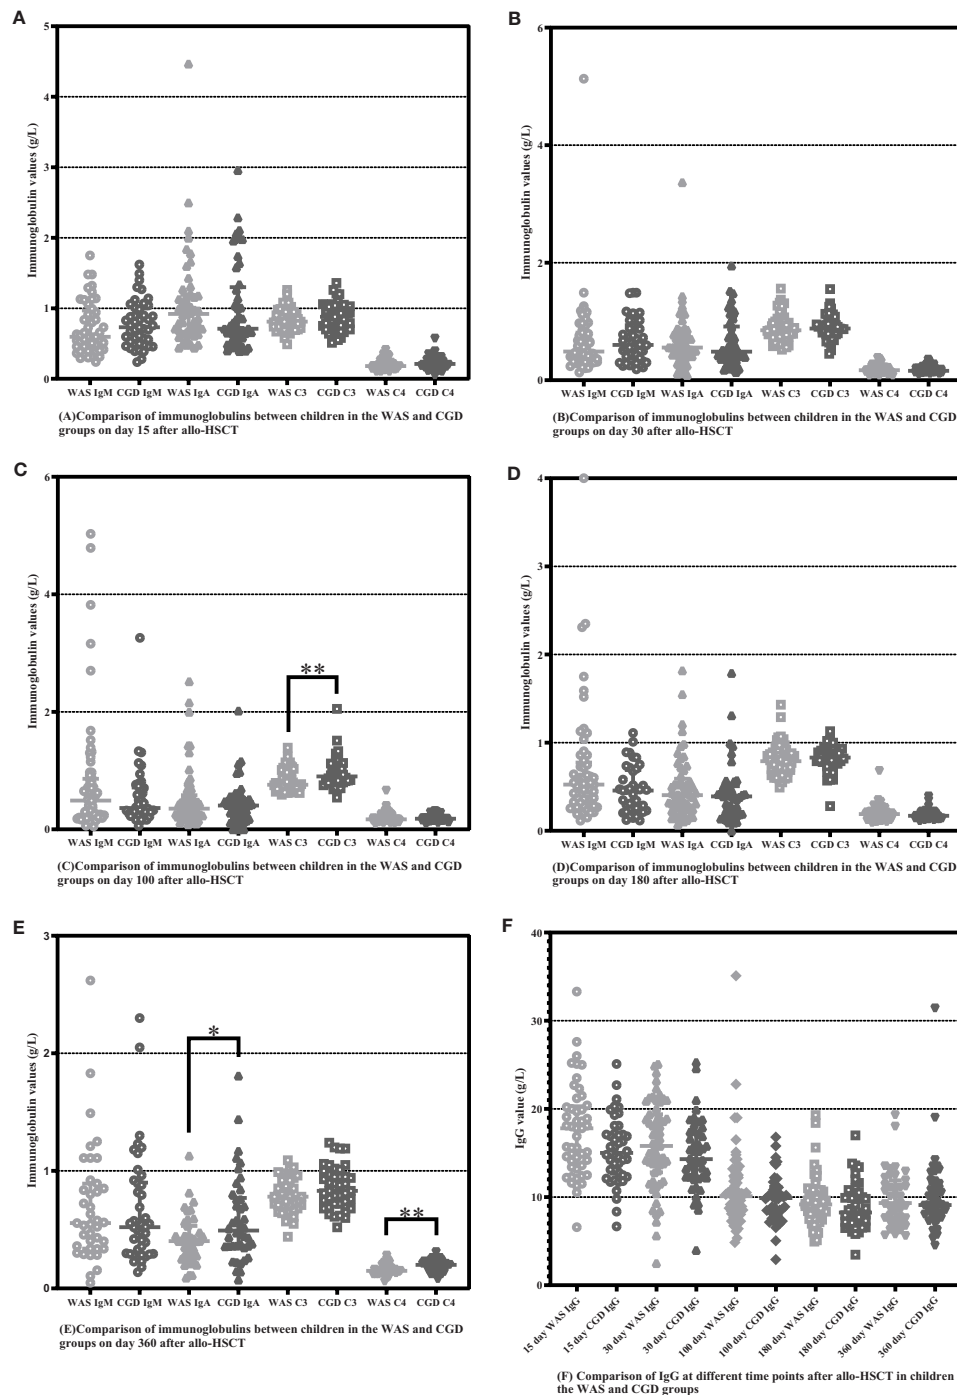 A
5
4
3
2
1
0
Immunoglobulin values (g/L)
WAS IgM CGD IgM WAS IgA CGD IgA WAS C3 CGD C3 WAS C4 CGD C4
(A)Comparison of immunoglobulins between children in the WAS and CGD
groups on day 15 after allo-HSCT
B
6
4
2
0
Immunoglobulin values (g/L)
WAS IgM CGD IgM WAS IgA CGD IgA WAS C3 CGD C3 WAS C4 CGD C4
(B)Comparison of immunoglobulins between children in the WAS and CGD
groups on day 30 after allo-HSCT
C
6
4
2
0
Immunoglobulin values (g/L)
**
WAS IgM CGD IgM WAS IgA CGD IgA WAS C3 CGD C3 WAS C4 CGD C4
(C)Comparison of immunoglobulins between children in the WAS and CGD
groups on day 100 after allo-HSCT
D
4
3
2
1
0
Immunoglobulin values (g/L)
WAS IgM CGD IgM WAS IgA CGD IgA WAS C3 CGD C3 WAS C4 CGD C4
(D)Comparison of immunoglobulins between children in the WAS and CGD
groups on day 180 after allo-HSCT
E
3
2
1
0
Immunoglobulin values (g/L)
*
**
WAS IgM CGD IgM WAS IgA CGD IgA WAS C3 CGD C3 WAS C4 CGD C4
(E)Comparison of immunoglobulins between children in the WAS and CGD
groups on day 360 after allo-HSCT
F
40
30
20
10
0
IgG value (g/L)
15 day WAS IgG
15 day CGD IgG
30 day WAS IgG
30 day CGD IgG
100 day WAS IgG
100 day CGD IgG
180 day WAS IgG
180 day CGD IgG
360 day WAS IgG
360 day CGD IgG
(F) Comparison of IgG at different time points after allo-HSCT in children
the WAS and CGD groups